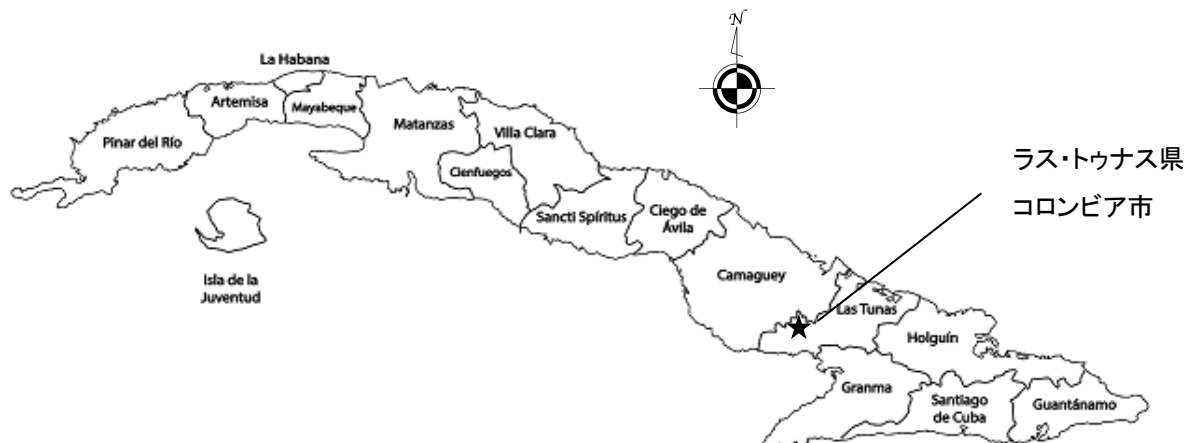 N
La Habana
Artemisa
Mayabeque
Matanzas
Villa Clara
Pinar del Río
Cienfuegos
ラス・トゥナス県
コロンビア市
Sancti Spíritus
Ciego de
Ávila
Isla de la
Juventud
Camaguey
Las Tunas
Holguín
Granma
Santiago
de Cuba
Guantánamo